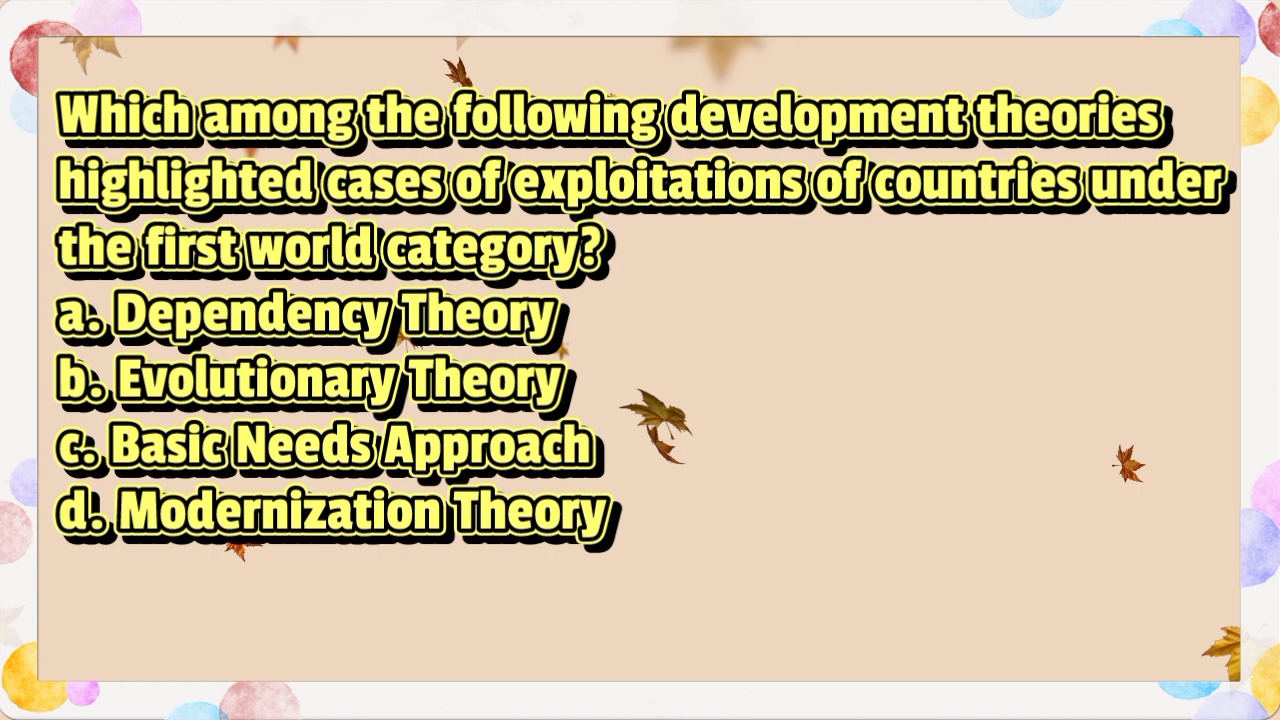 Which among the following development theories
highlighted cases of exploitations of countries under
the first world category?
a. Dependency Theory
b. Evolutionary Theory
c. Basic Needs Approach
d. Modernization Theory